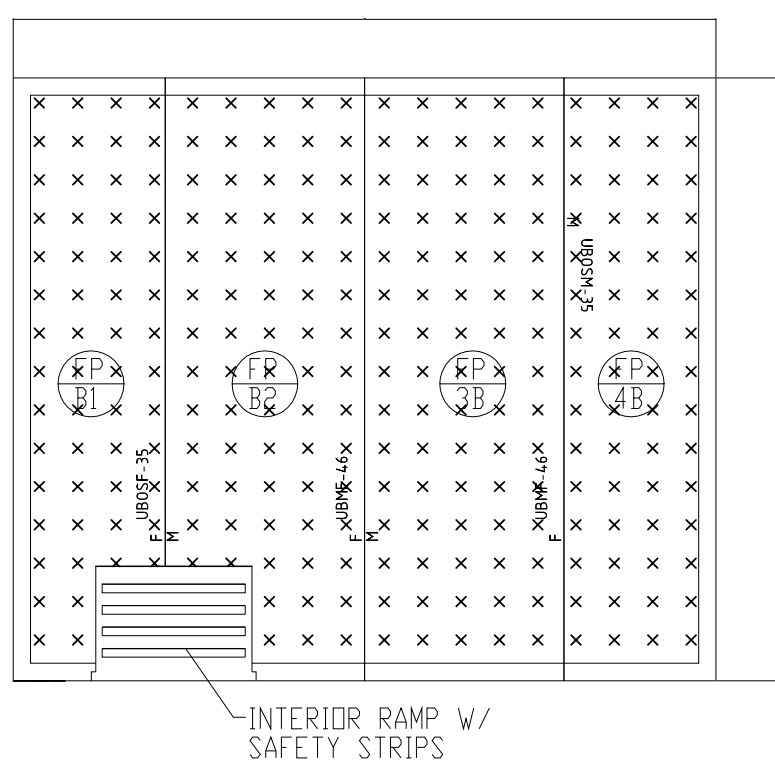 M
UBOSM-35
FP
B1
FP
B2
FP
3B
FP
4B
UBOSF-35
F
M
UBMF-46
F
M
UBMF-46
F
INTERIOR RAMP W/
SAFETY STRIPS